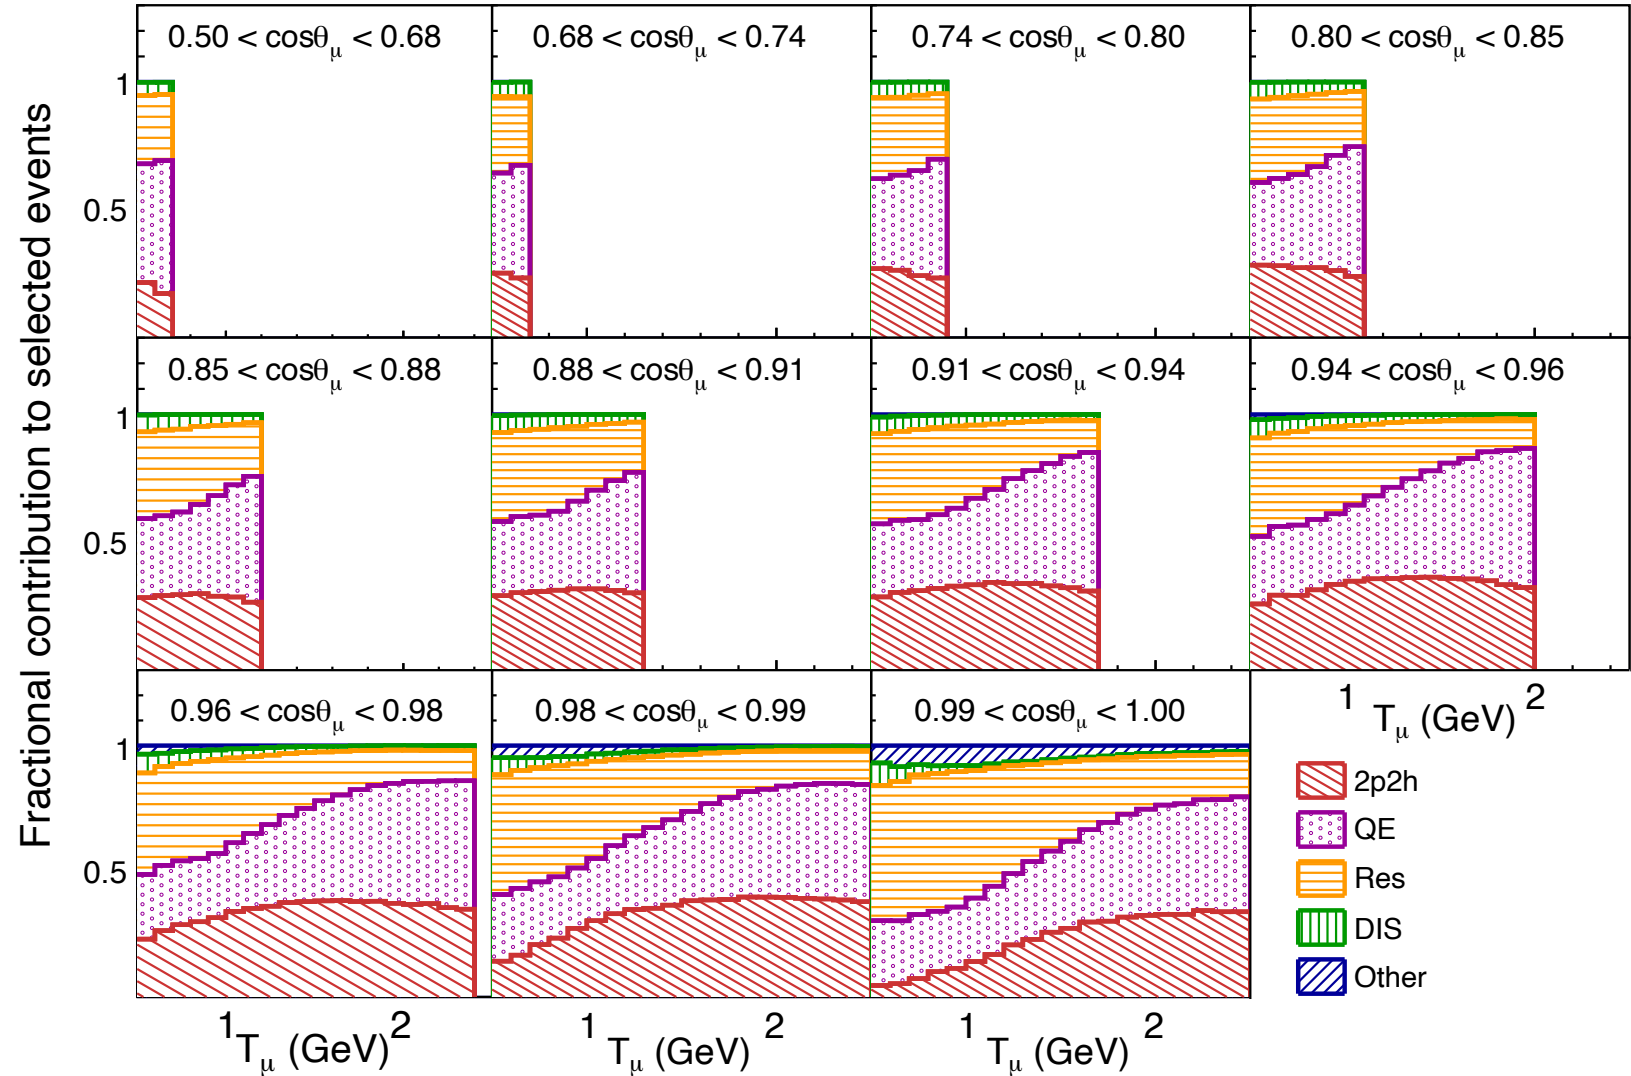 Fractional contribution to selected events
0.50 < cosθμ < 0.68
0.68 < cosθμ < 0.74
0.74 < cosθμ < 0.80
0.80 < cosθμ < 0.85
1
0.5
0.85 < cosθμ < 0.88
0.88 < cosθμ < 0.91
0.91 < cosθμ < 0.94
0.94 < cosθμ < 0.96
1
0.5
1 2
Tμ (GeV)
0.96 < cosθμ < 0.98
0.98 < cosθμ < 0.99
0.99 < cosθμ < 1.00
1
0.5
2p2h
QE
Res
DIS
Other
1 2
Tμ (GeV)
1 2
Tμ (GeV)
1 2
Tμ (GeV)